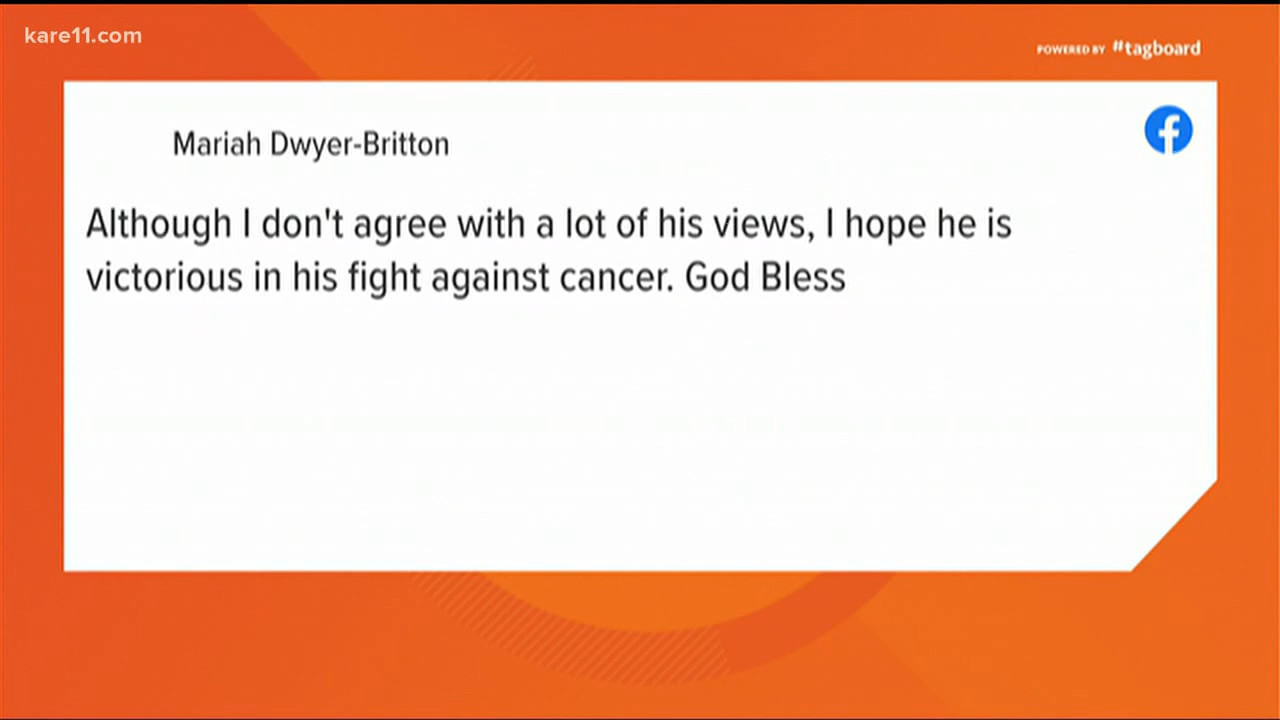 kare11.com
POWERED BY #tagboard
Mariah Dwyer-Britton
Although I don't agree with a lot of his views, I hope he is
victorious in his fight against cancer. God Bless